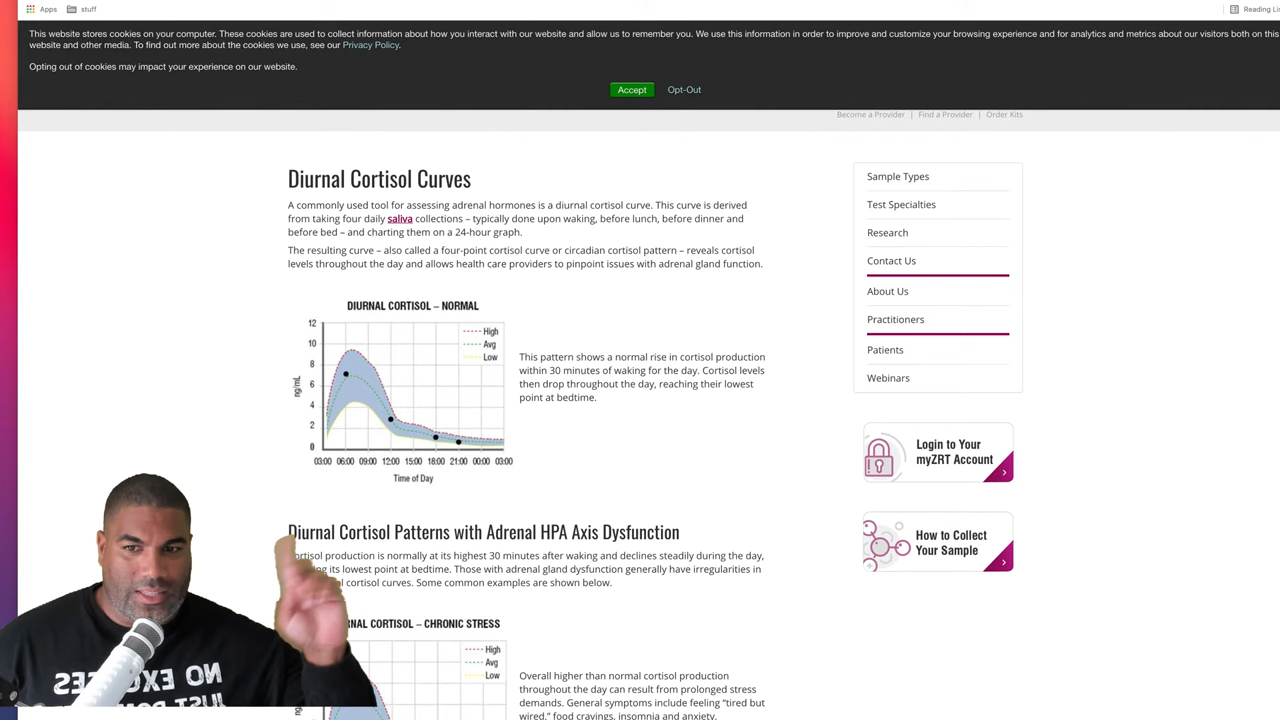 Apps
stuff
Reading Lis
This website stores cookies on your computer. These cookies are used to collect information about how you interact with our website and allow us to remember you. We use this information in order to improve and customize your browsing experience and for analytics and metrics about our visitors both on this
website and other media. To find out more about the cookies we use, see our Privacy Policy.
Opting out of cookies may impact your experience on our website.
Accept
Opt-Out
Become a Provider | Find a Provider | Order Kits
Diurnal Cortisol Curves
A commonly used tool for assessing adrenal hormones is a diurnal cortisol curve. This curve is derived
from taking four daily saliva collections – typically done upon waking, before lunch, before dinner and
before bed – and charting them on a 24-hour graph.
The resulting curve – also called a four-point cortisol curve or circadian cortisol pattern – reveals cortisol
levels throughout the day and allows health care providers to pinpoint issues with adrenal gland function.
DIURNAL CORTISOL – NORMAL
12
10
8
6
4
2
0
ng/mL
High
Avg
Low
03:00 06:00 09:00 12:00 15:00 18:00 21:00 00:00 03:00
Time of Day
This pattern shows a normal rise in cortisol production
within 30 minutes of waking for the day. Cortisol levels
then drop throughout the day, reaching their lowest
point at bedtime.
Diurnal Cortisol Patterns with Adrenal HPA Axis Dysfunction
ortisol production is normally at its highest 30 minutes after waking and declines steadily during the day,
its lowest point at bedtime. Those with adrenal gland dysfunction generally have irregularities in
cortisol curves. Some common examples are shown below.
NAL CORTISOL – CHRONIC STRESS
High
Avg
Low
Overall higher than normal cortisol production
throughout the day can result from prolonged stress
demands. General symptoms include feeling "tired but
wired," food cravings, insomnia and anxiety.
Sample Types
Test Specialties
Research
Contact Us
About Us
Practitioners
Patients
Webinars
Login to Your
myZRT Account
How to Collect
Your Sample
NO EXC
JUST